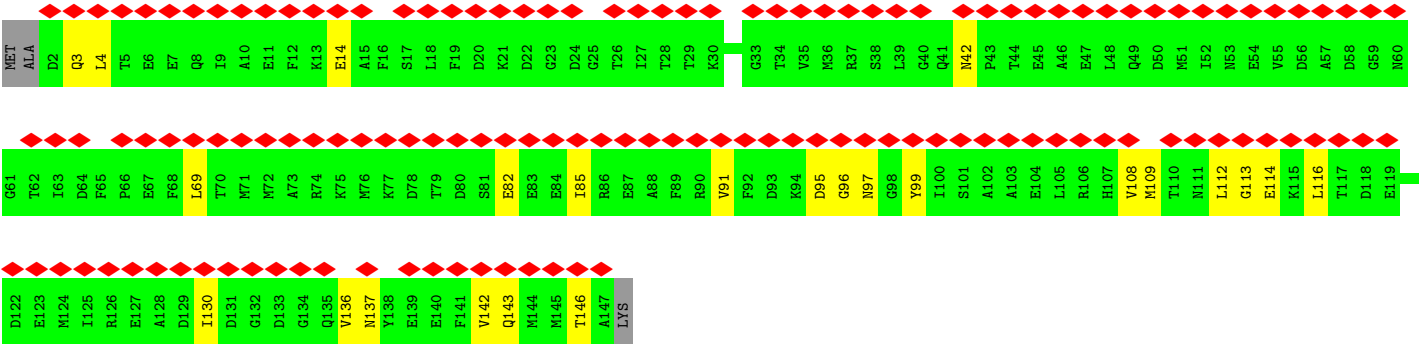 MET ALA D2 Q3 L4 T5 E6 E7 Q8 I9 A10 E11 F12 K13 E14 A15 F16 S17 L18 F19 D20 K21 D22 G23 D24 G25 T26 I27 T28 T29 K30 G33 T34 V35 M36 R37 S38 L39 G40 Q41 N42 P43 T44 E45 A46 E47 L48 Q49 D50 M51 I52 N53 E54 V55 D56 A57 D58 G59 N60
G61 T62 I63 D64 F65 P66 E67 F68 L69 T70 M71 M72 A73 R74 K75 M76 K77 D78 T79 D80 S81 E82 E83 E84 I85 R86 E87 A88 F89 R90 V91 F92 D93 K94 D95 G96 N97 G98 Y99 I100 S101 A102 A103 E104 L105 R106 H107 V108 M109 T110 N111 L112 G113 E114 K115 L116 T117 D118 E119
D122 E123 M124 I125 R126 E127 A128 D129 I130 D131 G132 D133 G134 Q135 V136 N137 Y138 E139 E140 F141 V142 Q143 M144 M145 T146 A147 LYS